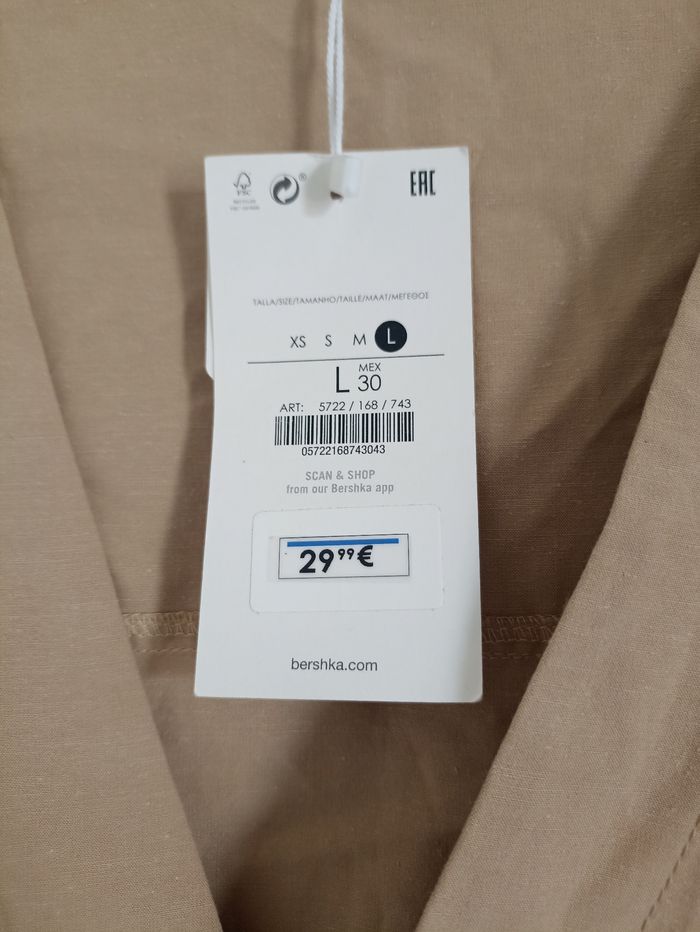 FSC
®
EAC
TALLA/SIZE/TAMANHO/TAILLE/MAAT/ΜΕΓΕΘΟΣ
XS S M L
L MEX 30
ART: 5722 / 168 / 743
05722168743043
SCAN & SHOP
from our Bershka app
29 99 €
bershka.com